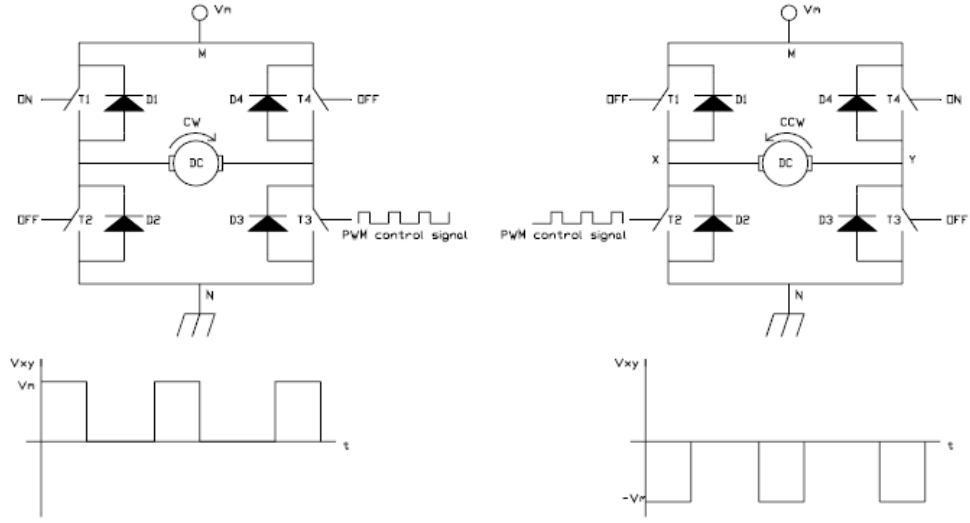 Vm
M
ON T1 D1 D4 T4 OFF
CW
DC
OFF T2 D2 D3 T3
PWM control signal
N
Vxy
Vm
t
Vm
M
OFF T1 D1 D4 T4 ON
CCW
X DC Y
T2 D2 D3 T3 OFF
PWM control signal
N
Vxy
t
-Vm